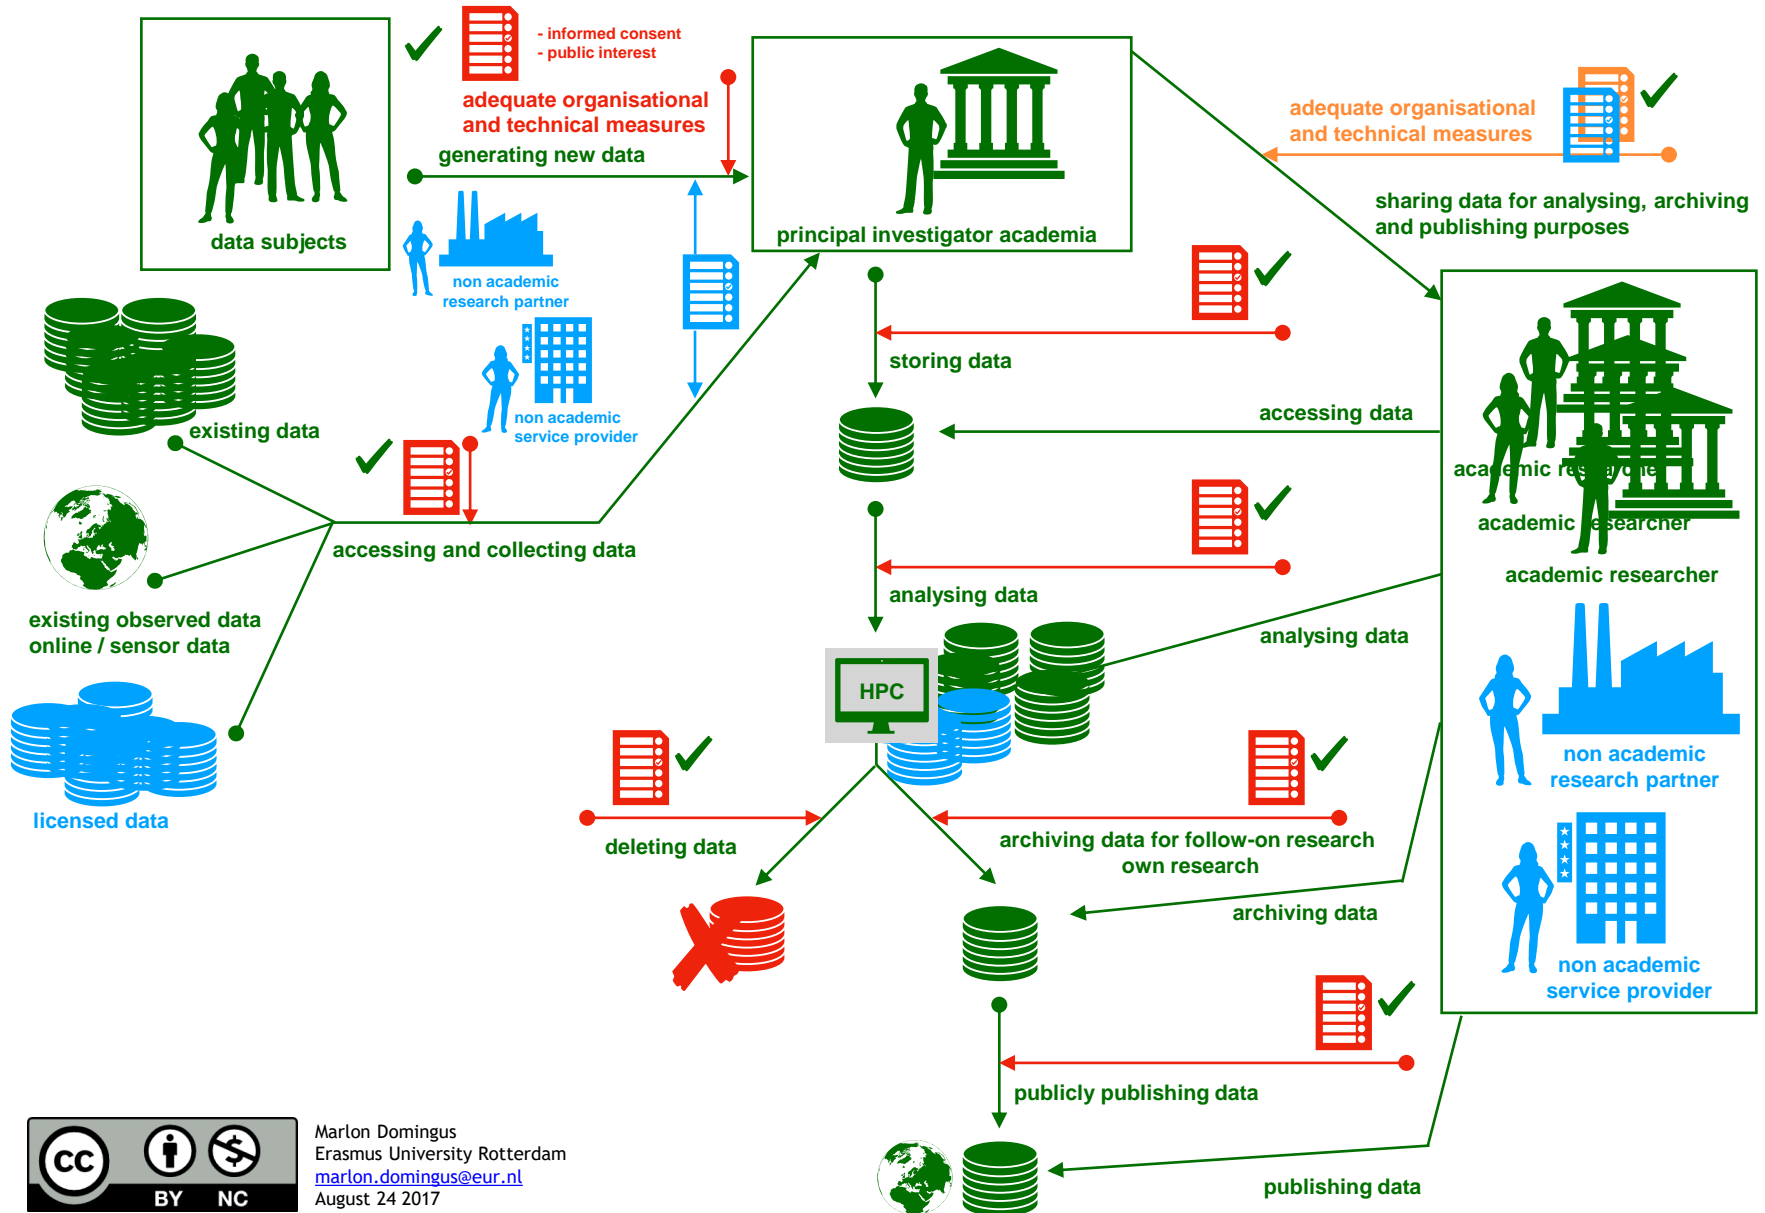 - informed consent
- public interest
adequate organisational
and technical measures
generating new data
data subjects
principal investigator academia
adequate organisational
and technical measures
sharing data for analysing, archiving
and publishing purposes
non academic
research partner
non academic
service provider
existing data
storing data
accessing data
accessing and collecting data
existing observed data
online / sensor data
licensed data
analysing data
analysing data
HPC
academic researcher
academic researcher
academic researcher
non academic
research partner
non academic
service provider
deleting data
archiving data for follow-on research
own research
archiving data
publicly publishing data
publishing data
CC
BY NC
Marlon Domingus
Erasmus University Rotterdam
marlon.domingus@eur.nl
August 24 2017